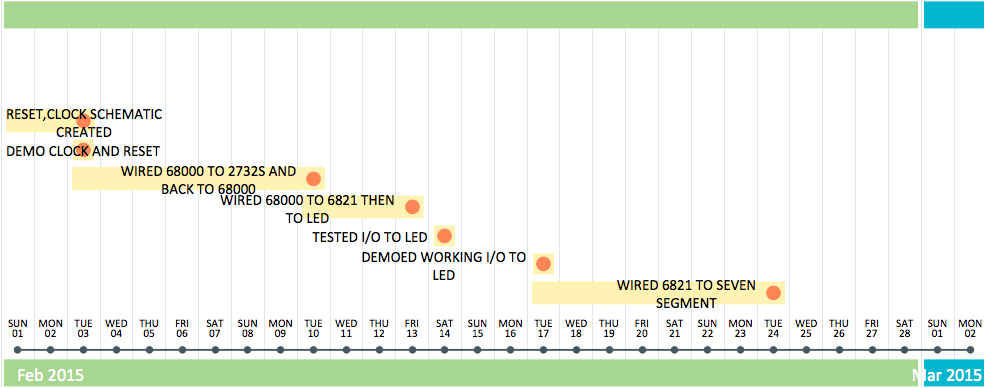 RESET,CLOCK SCHEMATIC
CREATED
DEMO CLOCK AND RESET
WIRED 68000 TO 2732S AND
BACK TO 68000
WIRED 68000 TO 6821 THEN
TO LED
TESTED I/O TO LED
DEMOED WORKING I/O TO
LED
WIRED 6821 TO SEVEN
SEGMENT
SUN MON TUE WED THU FRI SAT SUN MON TUE WED THU FRI SAT SUN MON TUE WED THU FRI SAT SUN MON TUE WED THU FRI SAT SUN MON
01 02 03 04 05 06 07 08 09 10 11 12 13 14 15 16 17 18 19 20 21 22 23 24 25 26 27 28 01 02
Feb 2015 Mar 2015